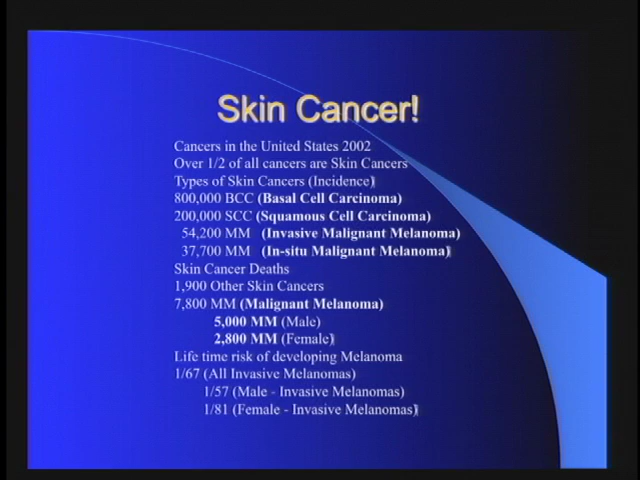 Skin Cancer!
Cancers in the United States 2002
Over 1/2 of all cancers are Skin Cancers
Types of Skin Cancers (Incidence)
800,000 BCC (Basal Cell Carcinoma)
200,000 SCC (Squamous Cell Carcinoma)
54,200 MM (Invasive Malignant Melanoma)
37,700 MM (In-situ Malignant Melanoma)
Skin Cancer Deaths
1,900 Other Skin Cancers
7,800 MM (Malignant Melanoma)
5,000 MM (Male)
2,800 MM (Female)
Life time risk of developing Melanoma
1/67 (All Invasive Melanomas)
1/57 (Male - Invasive Melanomas)
1/81 (Female - Invasive Melanomas)